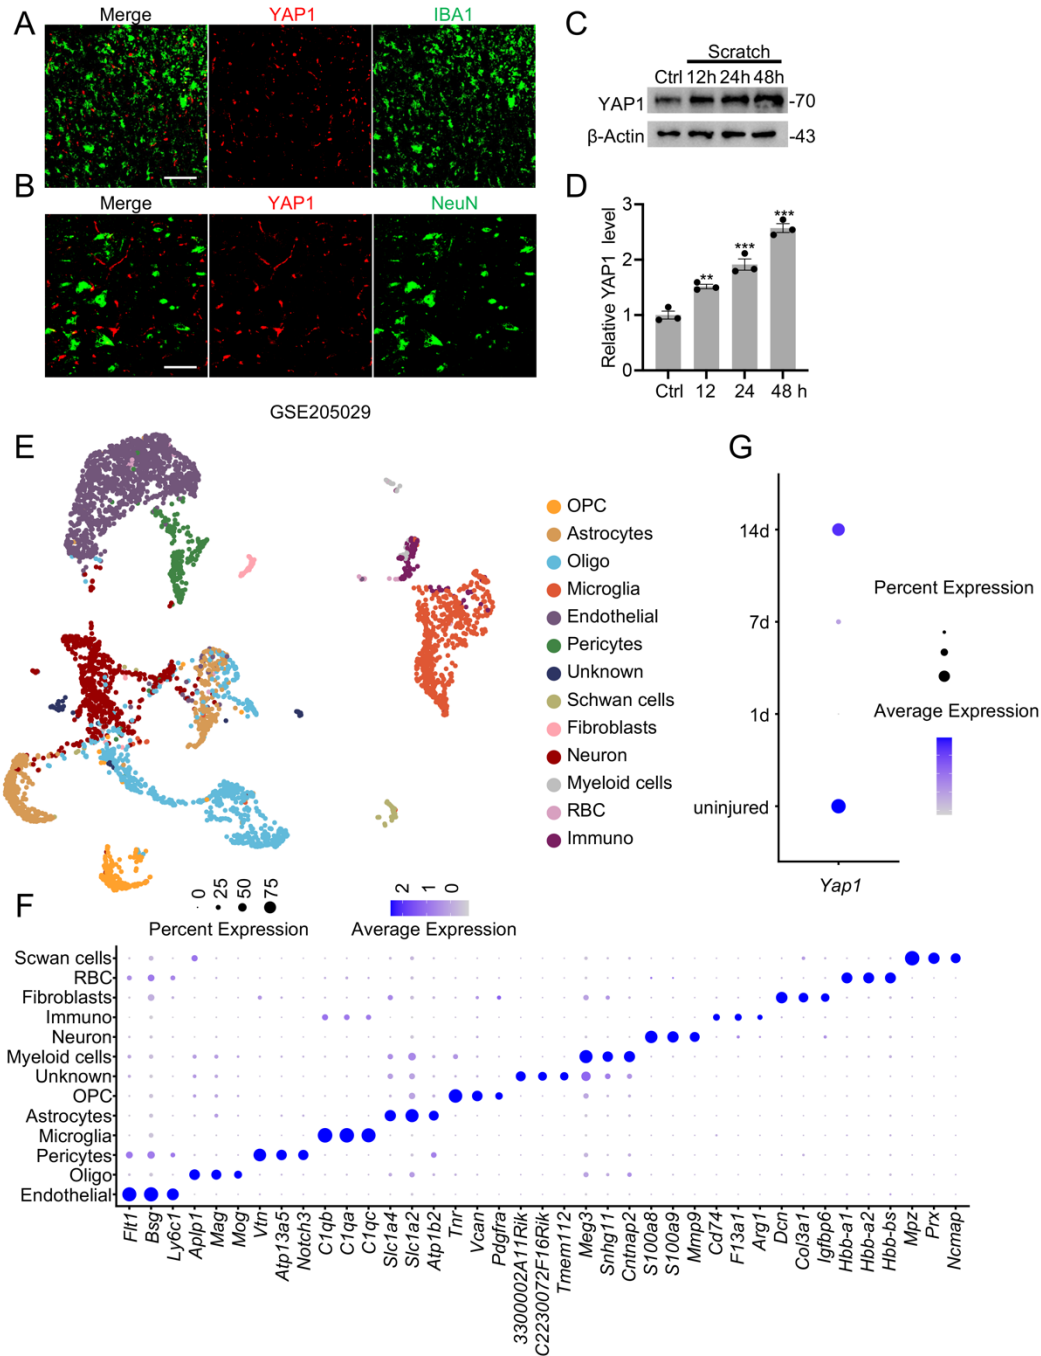 A
Merge
YAP1
IBA1
B
Merge
YAP1
NeuN
C
Scratch
Ctrl 12h 24h 48h
YAP1
-70
β-Actin
-43
D
Relative YAP1 level
3
2
1
0
**
***
***
Ctrl 12 24 48 h
GSE205029
E
OPC
Astrocytes
Oligo
Microglia
Endothelial
Pericytes
Unknown
Schwan cells
Fibroblasts
Neuron
Myeloid cells
RBC
Immuno
G
14d
7d
1d
uninjured
Yap1
Percent Expression
Average Expression
F
0 25 50 75
Percent Expression
2 1 0
Average Expression
Scwan cells
RBC
Fibroblasts
Immuno
Neuron
Myeloid cells
Unknown
OPC
Astrocytes
Microglia
Pericytes
Oligo
Endothelial
Flt1
Bsg
Ly6c1
Aplp1
Mag
Mog
Vtn
Atp13a5
Notch3
C1qb
C1qa
C1qc
Slc1a4
Slc1a2
Atp1b2
Tnr
Vcan
Pdgfra
3300002A11Rik
C2230072F16Rik
Tmem112
Meg3
Snhg11
Cntnap2
S100a8
S100a9
Mmp9
Cd74
F13a1
Arg1
Dcn
Col3a1
Igfbp6
Hbb-a1
Hbb-a2
Hbb-bs
Mpz
Prx
Ncmap